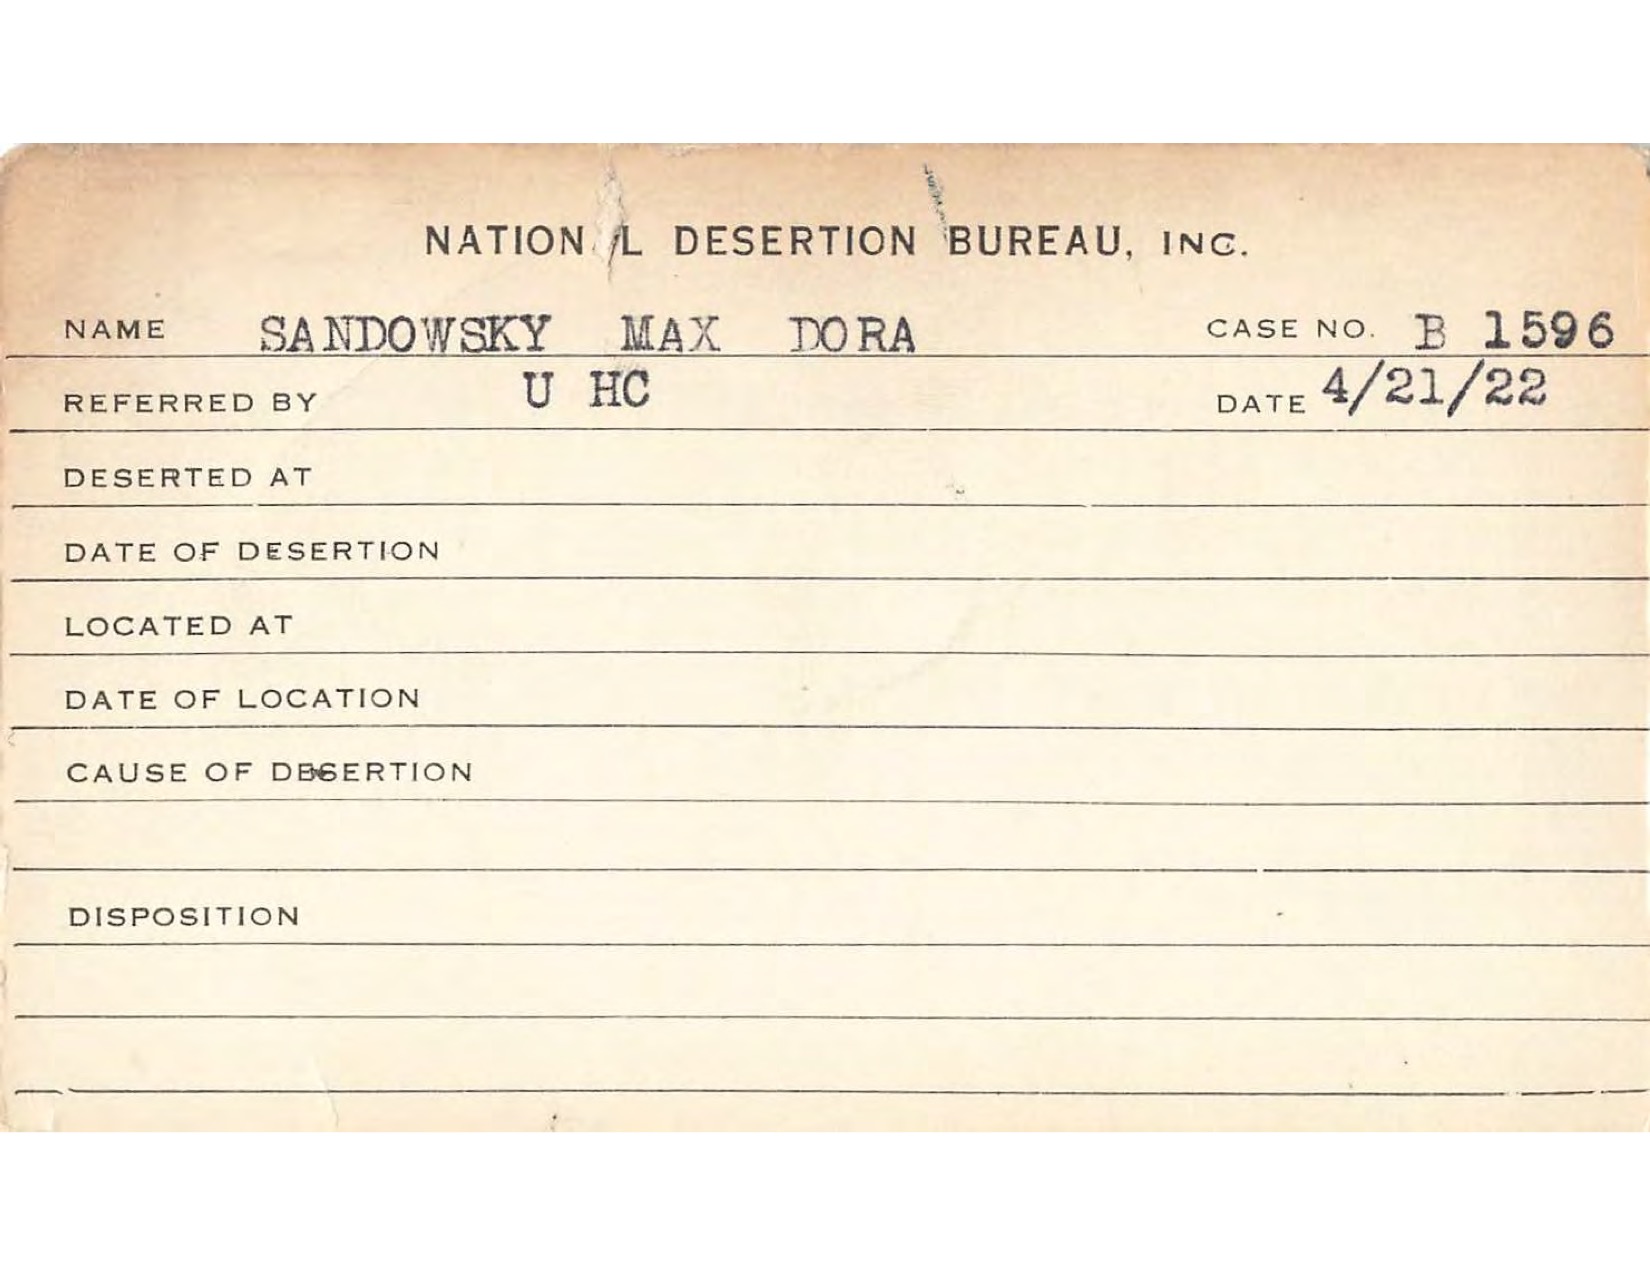 NATIONAL DESERTION BUREAU, INC.
NAME SANDOWSKY MAX DORA CASE NO. B 1596
REFERRED BY U HC DATE 4/21/22
DESERTED AT
DATE OF DESERTION
LOCATED AT
DATE OF LOCATION
CAUSE OF DESERTION
DISPOSITION